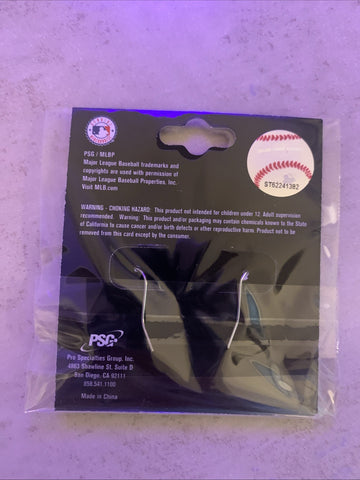 PSG / MLBP
Major League Baseball trademarks and
copyrights are used with permission of
Major League Baseball Properties, Inc.
Visit MLB.com
ST62241382
WARNING - CHOKING HAZARD: This product not intended for children under 12. Adult supervision
recommended. Warning: This product and/or packaging may contain chemicals known to the State
of California to cause cancer and/or birth defects or other reproductive harm. Product not to be
removed from this card except by the consumer.
PSG
Pro Specialties Group, Inc.
4863 Shawline St. Suite D
San Diego, CA 92111
858.541.1100
Made in China